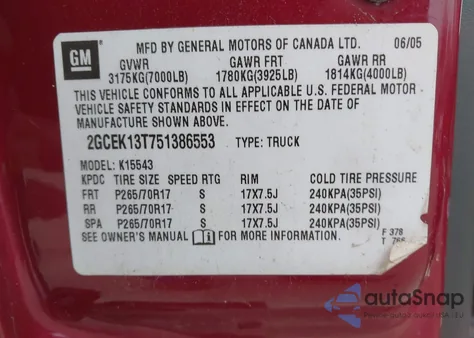 GM
MFD BY GENERAL MOTORS OF CANADA LTD. 06/05
GVWR GAWR FRT GAWR RR
3175KG(7000LB) 1780KG(3925LB) 1814KG(4000LB)
THIS VEHICLE CONFORMS TO ALL APPLICABLE U.S. FEDERAL MOTOR
VEHICLE SAFETY STANDARDS IN EFFECT ON THE DATE OF
MANUFACTURE SHOWN ABOVE.
2GCEK13T751386553 TYPE: TRUCK
MODEL: K15543
KPDC TIRE SIZE SPEED RTG RIM COLD TIRE PRESSURE
FRT P265/70R17 S 17X7.5J 240KPA(35PSI)
RR P265/70R17 S 17X7.5J 240KPA(35PSI)
SPA P265/70R17 S 17X7.5J 240KPA(35PSI)
SEE OWNER'S MANUAL FOR MORE INFORMATION.
F 378
T 766
autoSnap